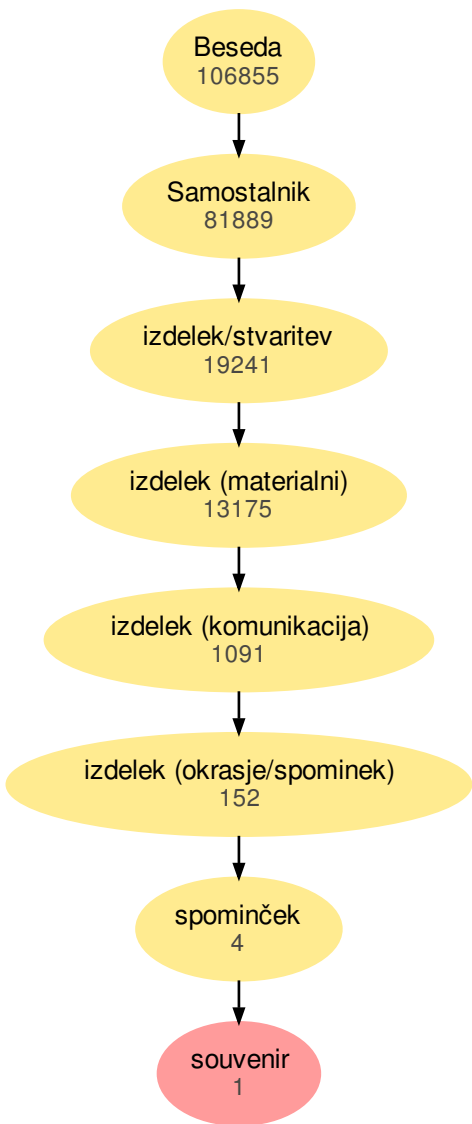 Beseda
106855
Samostalnik
81889
izdelek/stvaritev
19241
izdelek (materialni)
13175
izdelek (komunikacija)
1091
izdelek (okrasje/spominek)
152
spominček
4
souvenir
1